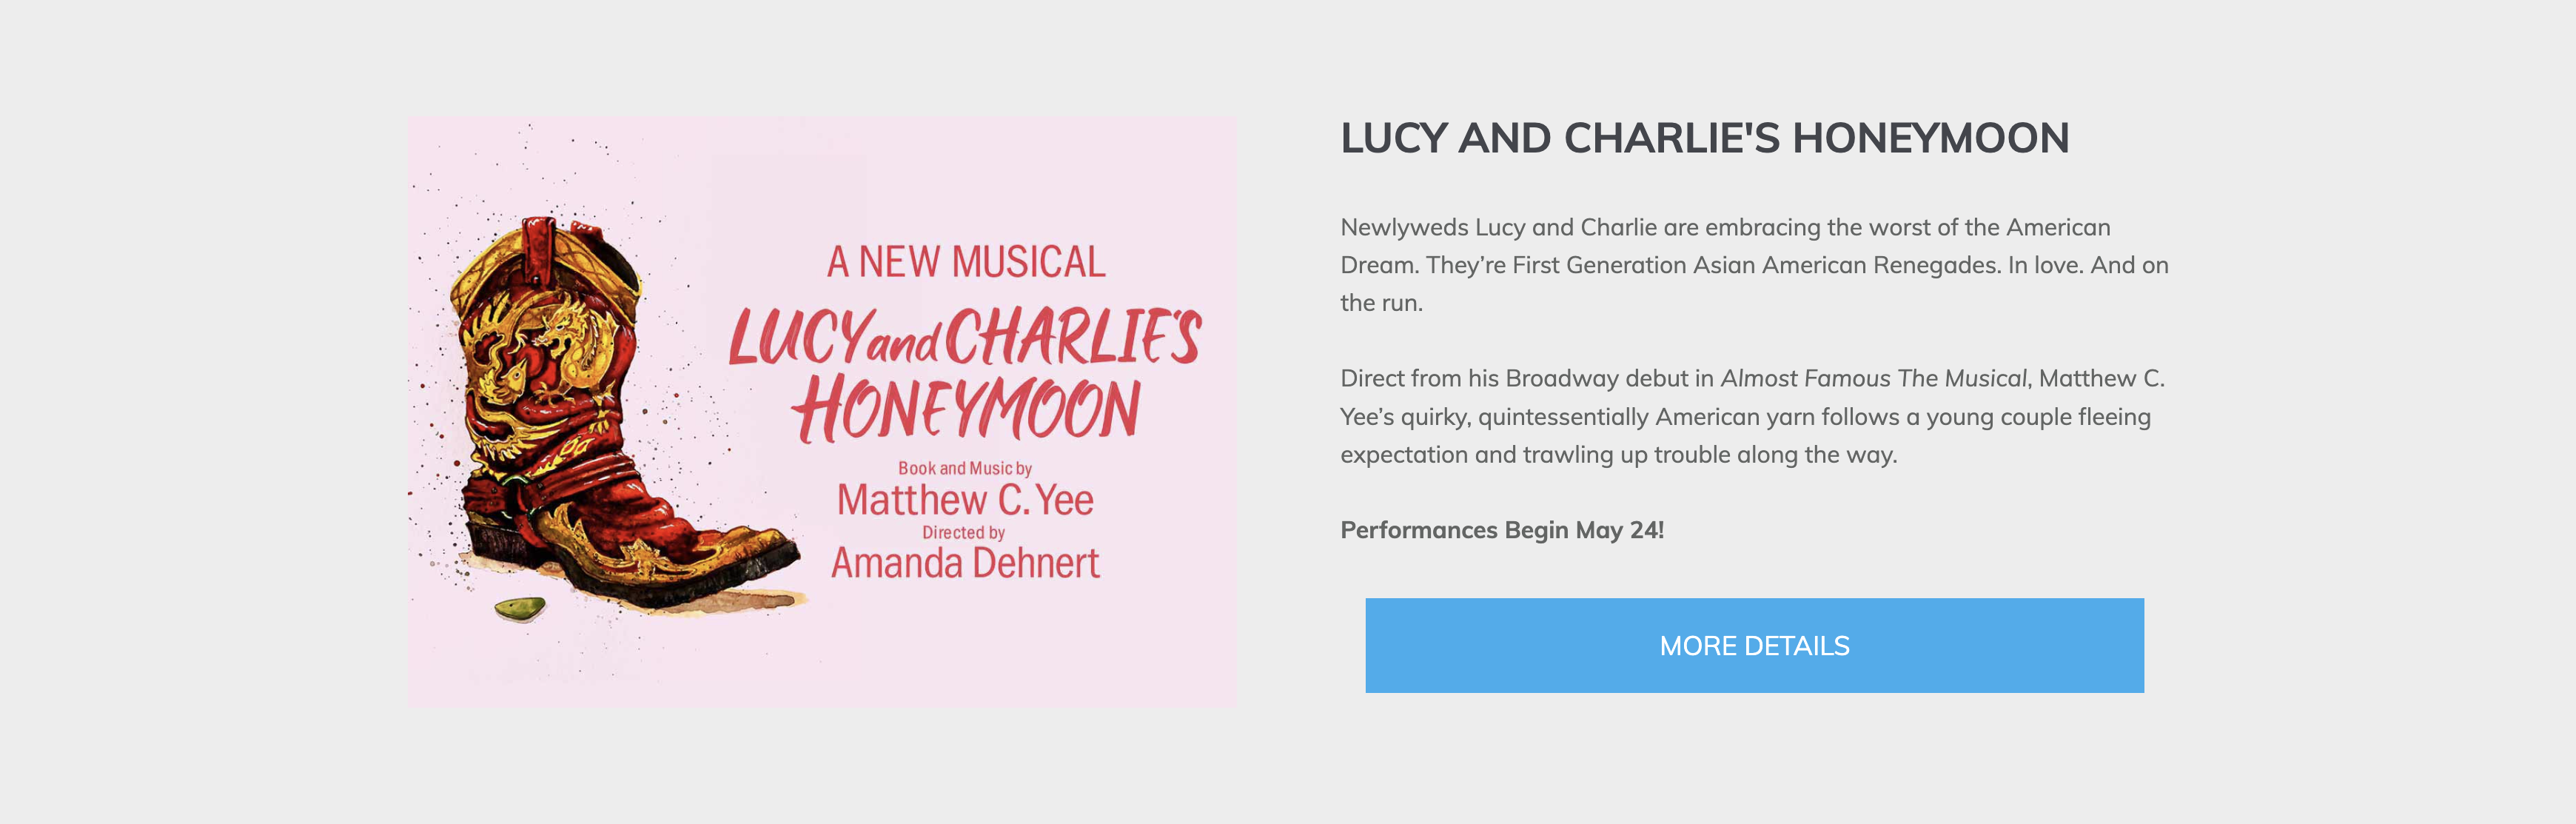 A NEW MUSICAL
LUCY and CHARLIE'S
HONEYMOON
Book and Music by
Matthew C. Yee
Directed by
Amanda Dehnert
LUCY AND CHARLIE'S HONEYMOON
Newlyweds Lucy and Charlie are embracing the worst of the American
Dream. They’re First Generation Asian American Renegades. In love. And on
the run.
Direct from his Broadway debut in Almost Famous The Musical, Matthew C.
Yee’s quirky, quintessentially American yarn follows a young couple fleeing
expectation and trawling up trouble along the way.
Performances Begin May 24!
MORE DETAILS